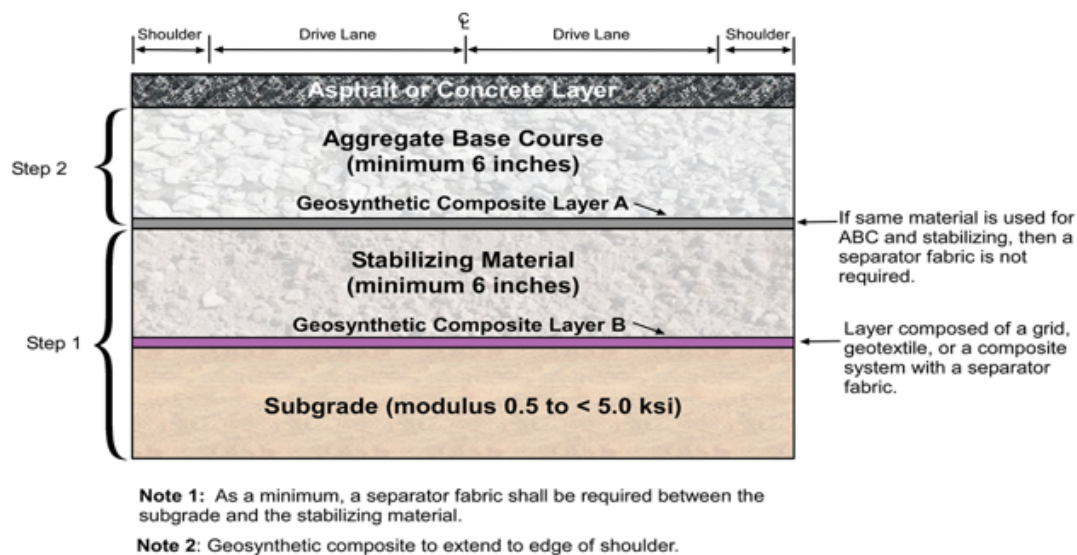 ℄
Shoulder
Drive Lane
Drive Lane
Shoulder
Asphalt or Concrete Layer
Step 2
Aggregate Base Course
(minimum 6 inches)
Geosynthetic Composite Layer A
If same material is used for
ABC and stabilizing, then a
separator fabric is not
required.
Step 1
Stabilizing Material
(minimum 6 inches)
Geosynthetic Composite Layer B
Layer composed of a grid,
geotextile, or a composite
system with a separator
fabric.
Subgrade (modulus 0.5 to < 5.0 ksi)
Note 1: As a minimum, a separator fabric shall be required between the
subgrade and the stabilizing material.
Note 2: Geosynthetic composite to extend to edge of shoulder.